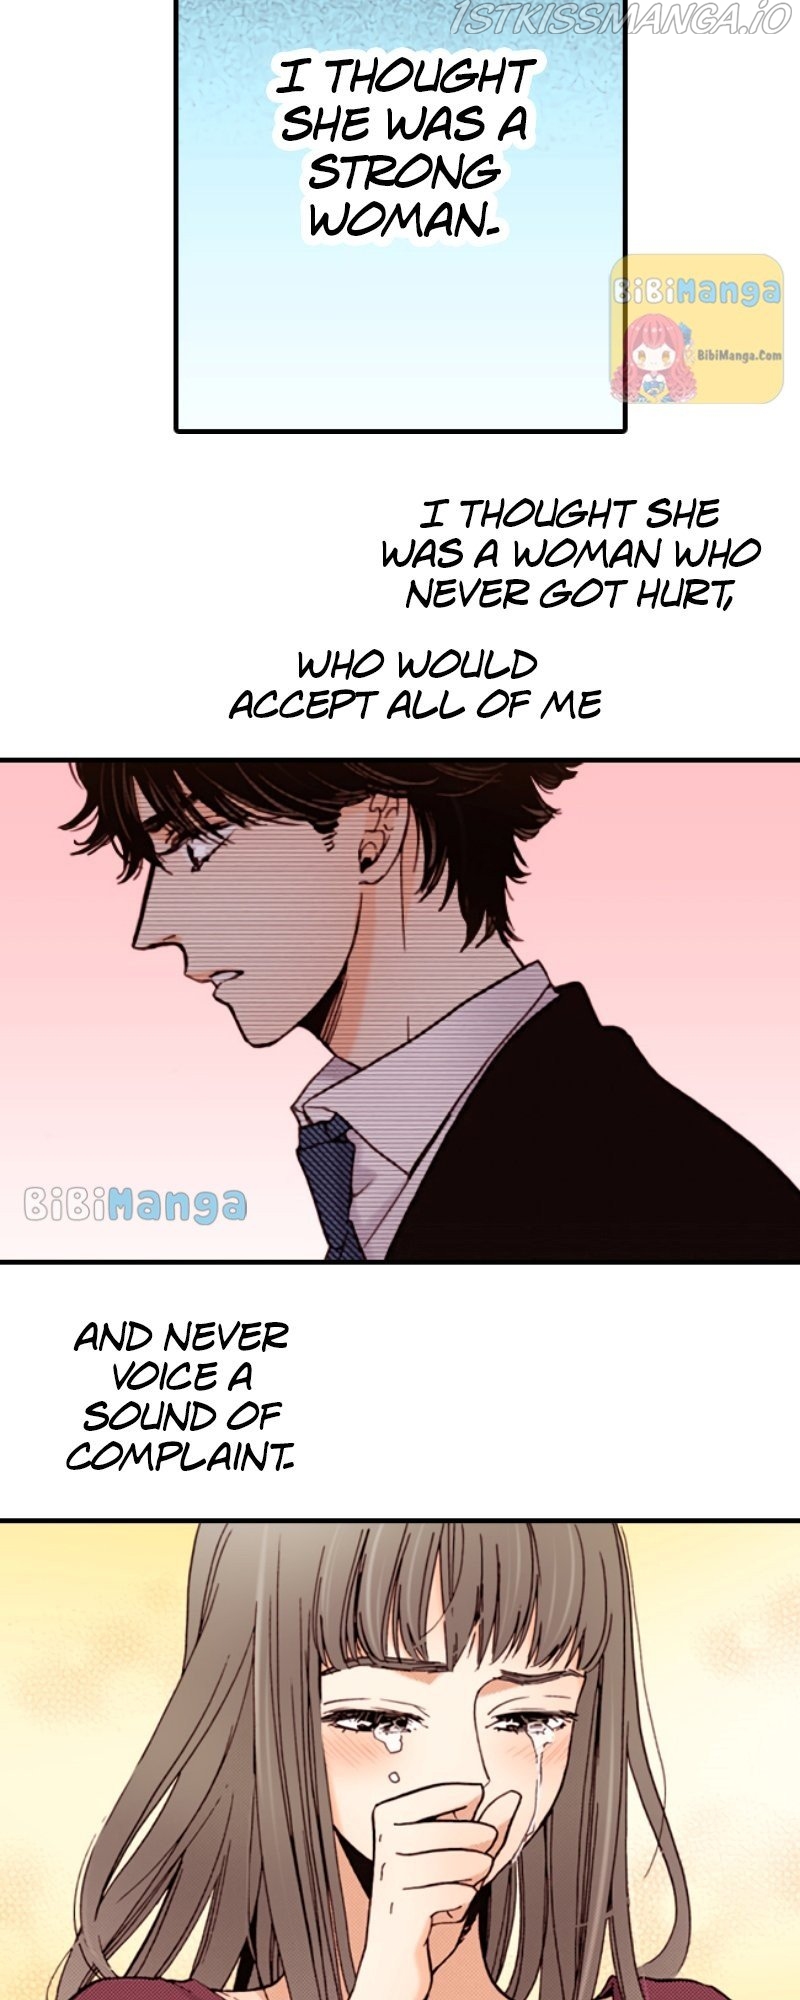 1STKISSMANGA.IO
I THOUGHT
SHE WAS A
STRONG
WOMAN.
BiBiManga
BibiManga.Com
I THOUGHT SHE
WAS A WOMAN WHO
NEVER GOT HURT,
WHO WOULD
ACCEPT ALL OF ME
BiBiManga
AND NEVER
VOICE A
SOUND OF
COMPLAINT.